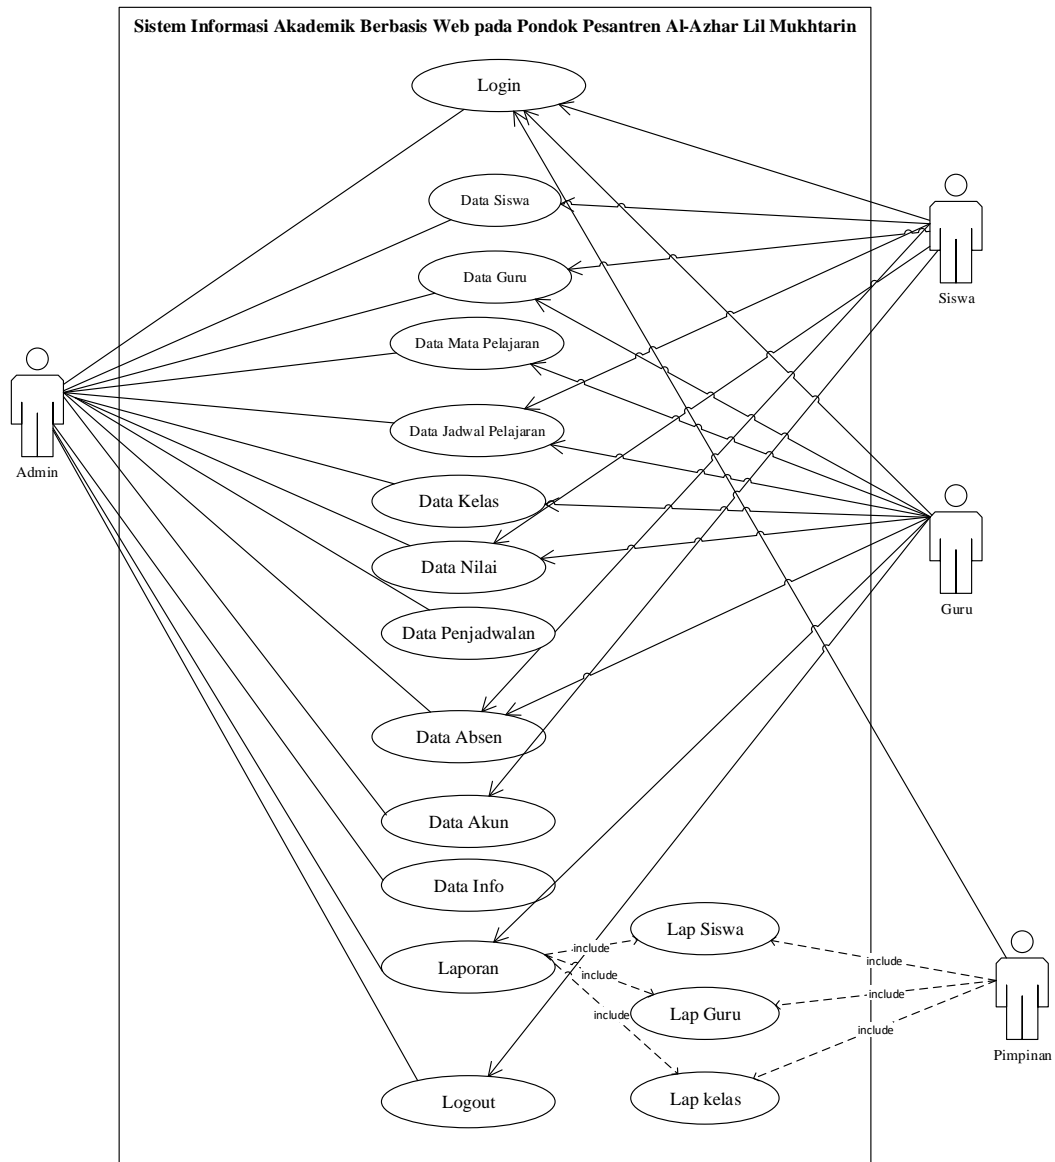 Sistem Informasi Akademik Berbasis Web pada Pondok Pesantren Al-Azhar Lil Mukhtarin
Login
Data Siswa
Data Guru
Data Mata Pelajaran
Data Jadwal Pelajaran
Data Kelas
Data Nilai
Data Penjadwalan
Data Absen
Data Akun
Data Info
Laporan
Logout
Lap Siswa
Lap Guru
Lap kelas
include
include
include
include
include
include
Admin
Siswa
Guru
Pimpinan